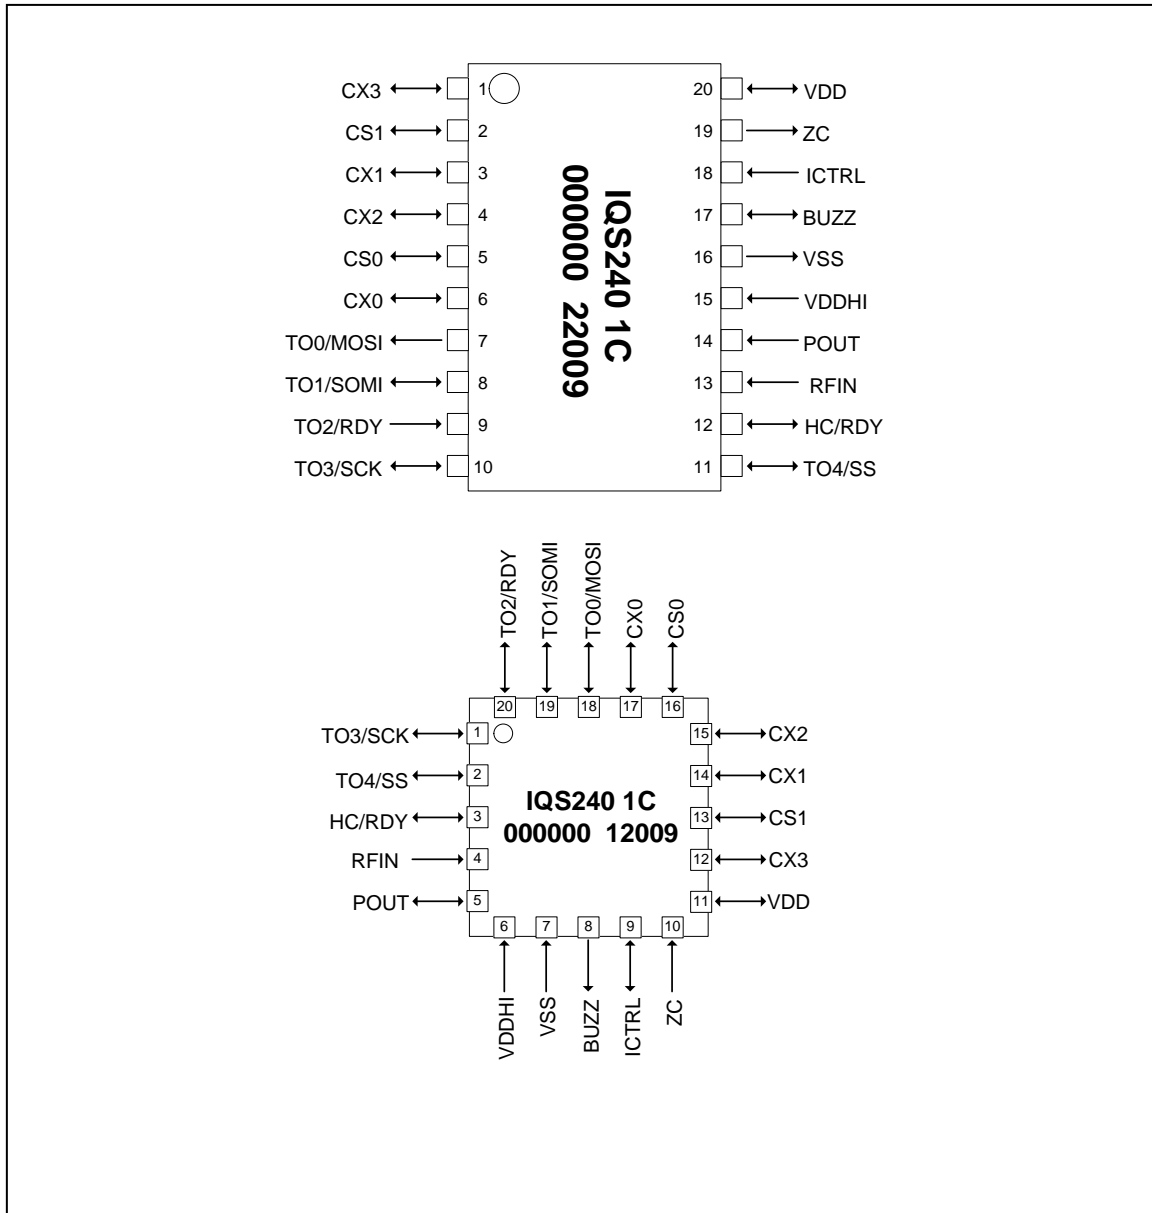 CX3 1 20 VDD
CS1 2 19 ZC
CX1 3 18 ICTRL
CX2 4 17 BUZZ
CS0 5 16 VSS
CX0 6 15 VDDHI
TO0/MOSI 7 14 POUT
TO1/SOMI 8 13 RFIN
TO2/RDY 9 12 HC/RDY
TO3/SCK 10 11 TO4/SS
IQS240 1C
000000 22009
TO2/RDY
TO1/SOMI
TO0/MOSI
CX0
CS0
20 19 18 17 16
TO3/SCK 1 15 CX2
TO4/SS 2 14 CX1
HC/RDY 3 13 CS1
RFIN 4 12 CX3
POUT 5 11 VDD
IQS240 1C
000000 12009
6 7 8 9 10
VDDHI
VSS
BUZZ
ICTRL
ZC